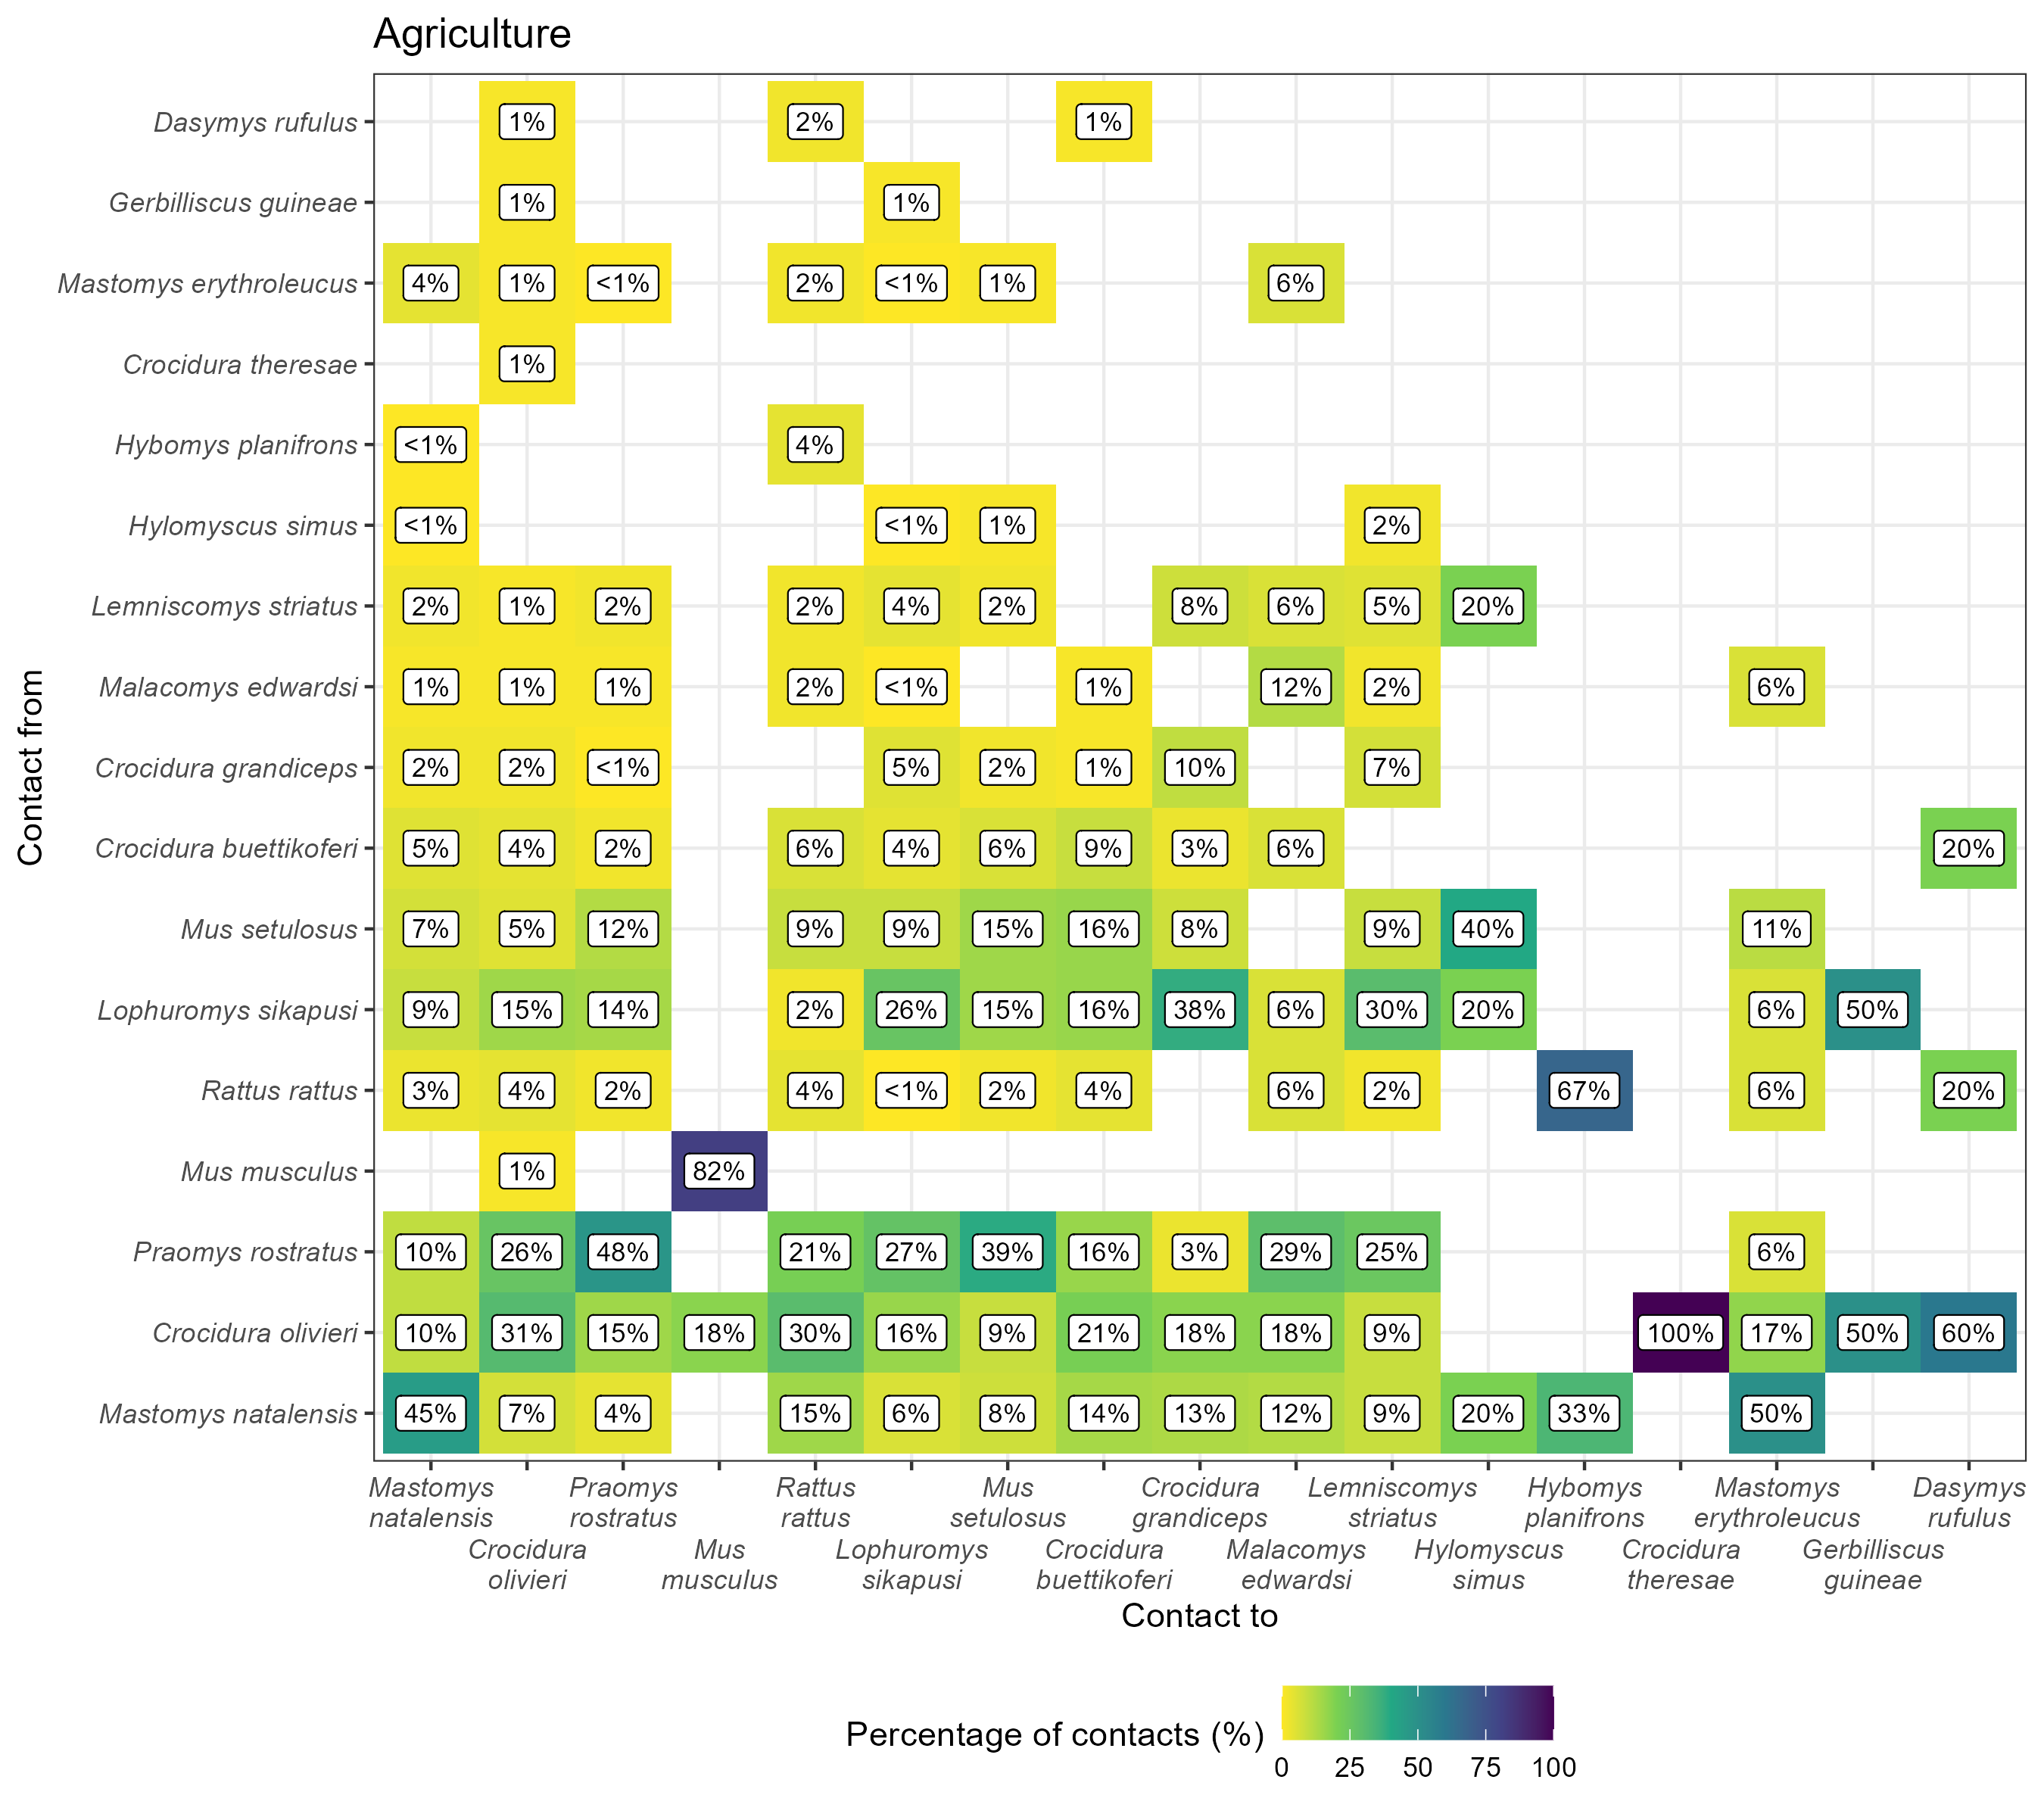 Agriculture
Contact from
Dasymys rufulus 1% 2% 1%
Gerbilliscus guineae 1% 1%
Mastomys erythroleucus 4% 1% <1% 2% <1% 1% 6%
Crocidura theresae 1%
Hybomys planifrons <1% 4%
Hylomyscus simus <1% <1% 1% 2%
Lemniscomys striatus 2% 1% 2% 2% 4% 2% 8% 6% 5% 20%
Malacomys edwardsi 1% 1% 1% 2% <1% 1% 12% 2% 6%
Crocidura grandiceps 2% 2% <1% 5% 2% 1% 10% 7%
Crocidura buettikoferi 5% 4% 2% 6% 4% 6% 9% 3% 6% 20%
Mus setulosus 7% 5% 12% 9% 9% 15% 16% 8% 9% 40% 11%
Lophuromys sikapusi 9% 15% 14% 2% 26% 15% 16% 38% 6% 30% 20% 6% 50%
Rattus rattus 3% 4% 2% 4% <1% 2% 4% 6% 2% 67% 6% 20%
Mus musculus 1% 82%
Praomys rostratus 10% 26% 48% 21% 27% 39% 16% 3% 29% 25% 6%
Crocidura olivieri 10% 31% 15% 18% 30% 16% 9% 21% 18% 18% 9% 100% 17% 50% 60%
Mastomys natalensis 45% 7% 4% 15% 6% 8% 14% 13% 12% 9% 20% 33% 50%
Mastomys Praomys Rattus Mus Crocidura Lemniscomys Hybomys Mastomys Dasymys
natalensis rostratus rattus setulosus grandiceps striatus planifrons erythroleucus rufulus
Crocidura Mus Lophuromys Crocidura Malacomys Hylomyscus Crocidura Gerbilliscus
olivieri musculus sikapusi buettikoferi edwardsi simus theresae guineae
Contact to
Percentage of contacts (%)
0 25 50 75 100